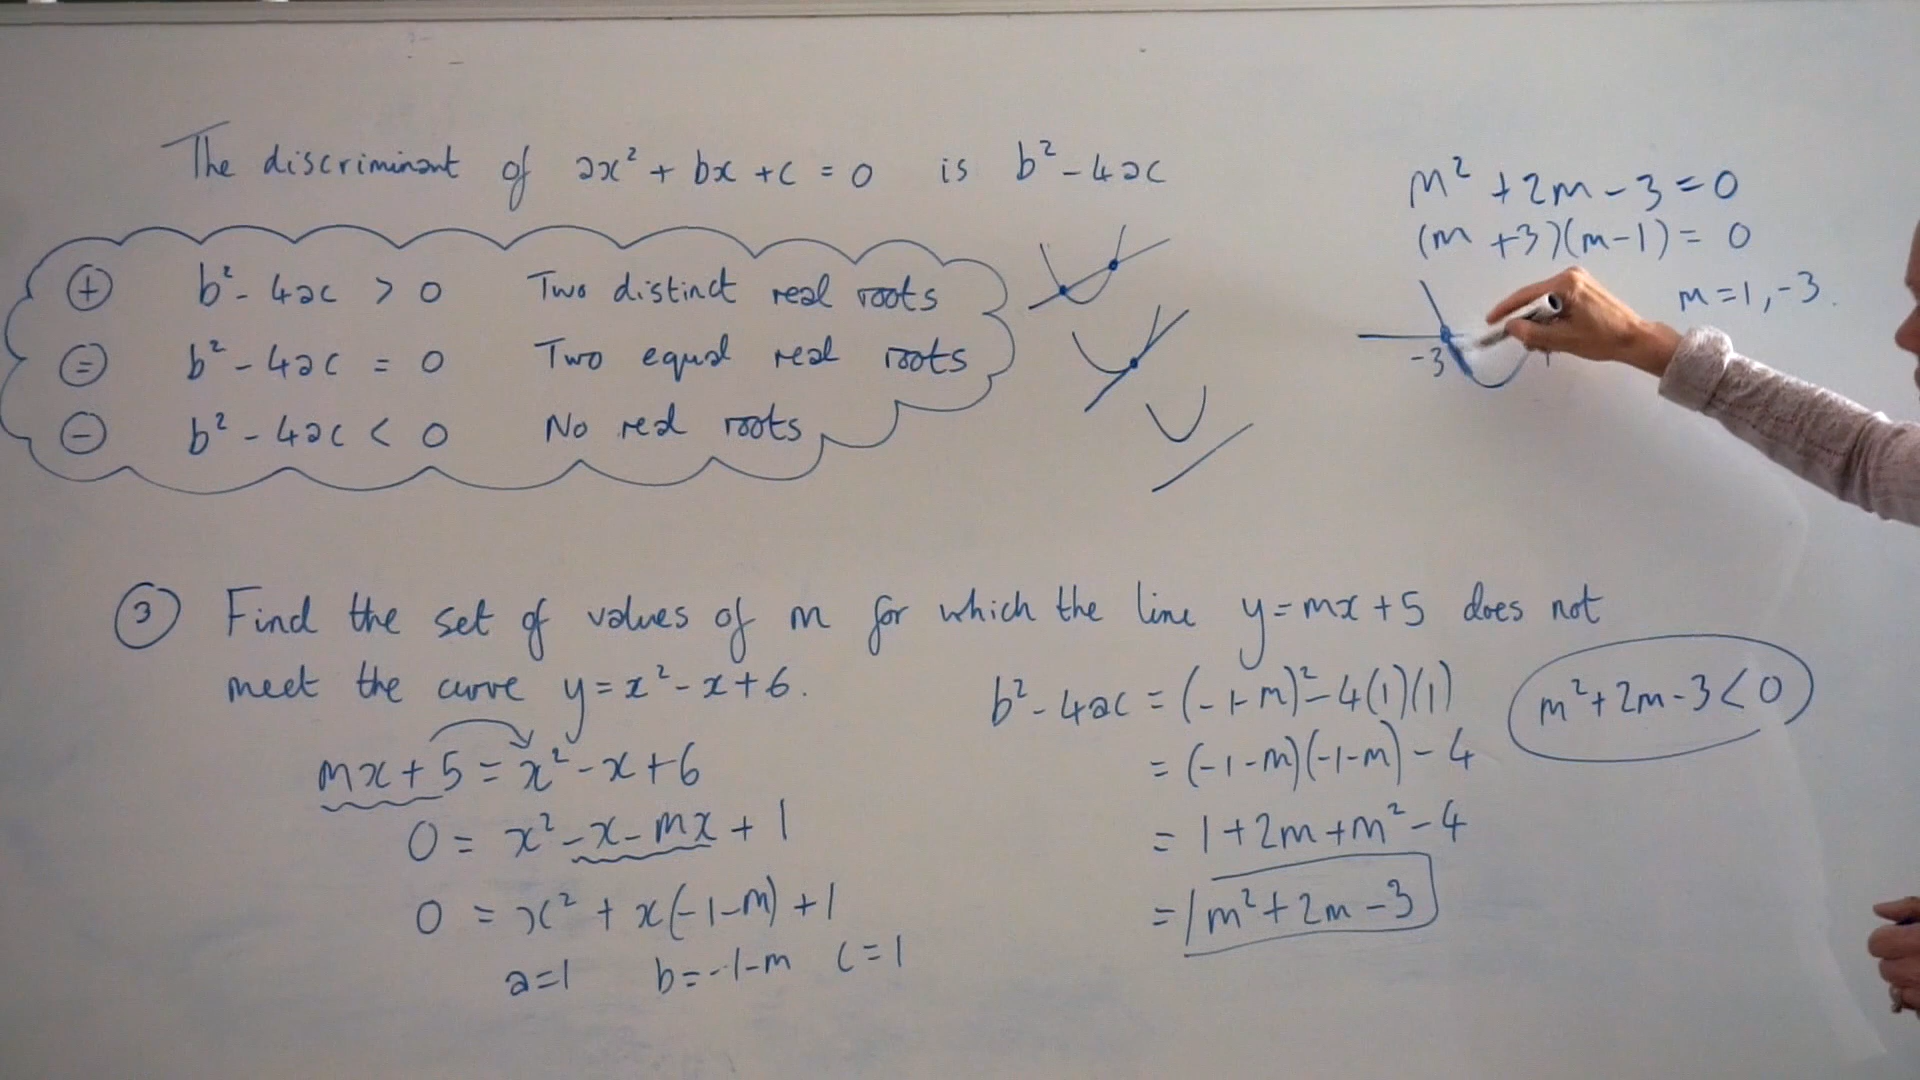 The discriminant of ax² + bx + c = 0 is b² - 4ac
+ b² - 4ac > 0 Two distinct real roots
= b² - 4ac = 0 Two equal real roots
- b² - 4ac < 0 No real roots
m² + 2m - 3 = 0
(m + 3)(m - 1) = 0
m = 1, -3.
-3
3 Find the set of values of m for which the line y = mx + 5 does not
meet the curve y = x² - x + 6.
mx + 5 = x² - x + 6
0 = x² - x - mx + 1
0 = x² + x(-1-m) + 1
a = 1 b = -1-m c = 1
b² - 4ac = (-1-m)² - 4(1)(1)
= (-1-m)(-1-m) - 4
= 1 + 2m + m² - 4
= m² + 2m - 3
m² + 2m - 3 < 0